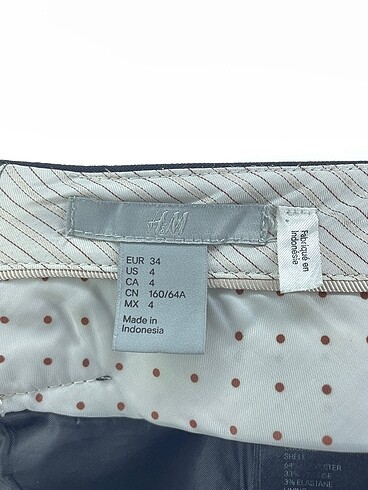 H&M
EUR 34
US 4
CA 4
CN 160/64A
MX 4
Made in
Indonesia
Fabriqué en
Indonésie
SHELL
3% ELASTANE